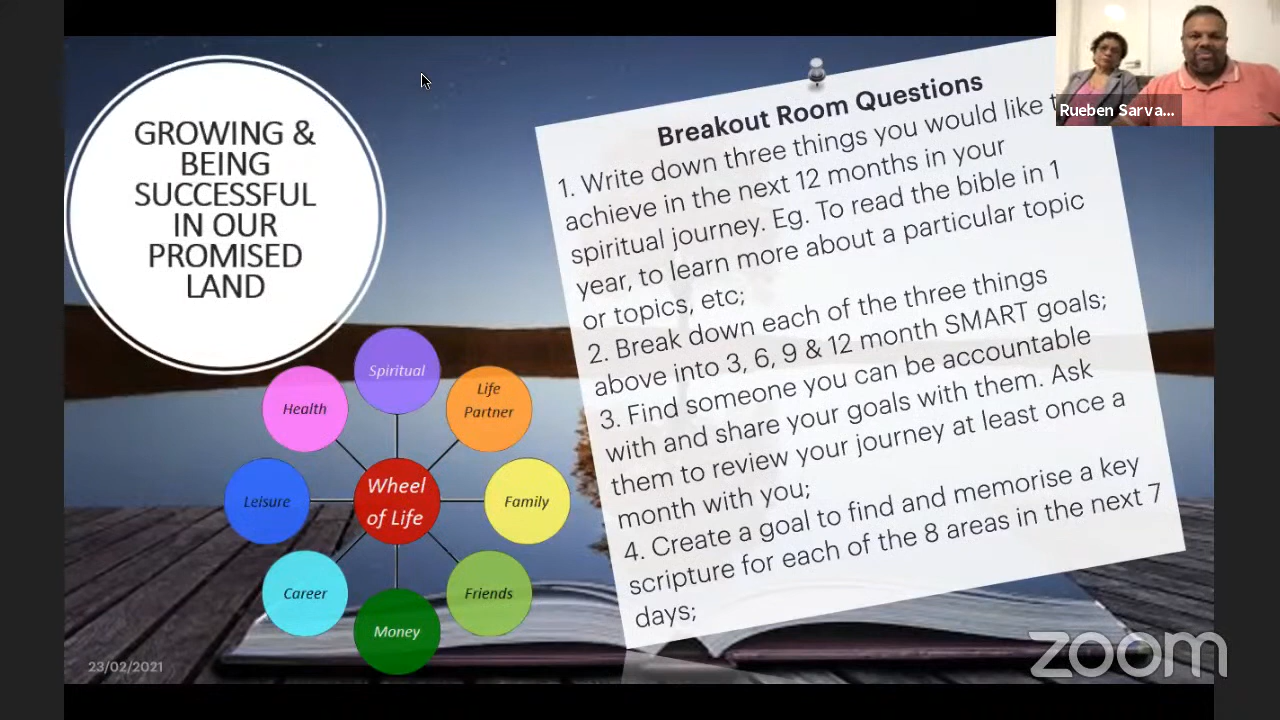 GROWING &
BEING
SUCCESSFUL
IN OUR
PROMISED
LAND
Breakout Room Questions
1. Write down three things you would like
achieve in the next 12 months in your
spiritual journey. Eg. To read the bible in 1
year, to learn more about a particular topic
or topics, etc;
2. Break down each of the three things
above into 3, 6, 9 & 12 month SMART goals;
3. Find someone you can be accountable
with and share your goals with them. Ask
them to review your journey at least once a
month with you;
4. Create a goal to find and memorise a key
scripture for each of the 8 areas in the next 7
days;
Rueben Sarva...
Spiritual
Life
Partner
Health
Wheel
of Life
Leisure
Family
Career
Friends
Money
23/02/2021
zoom